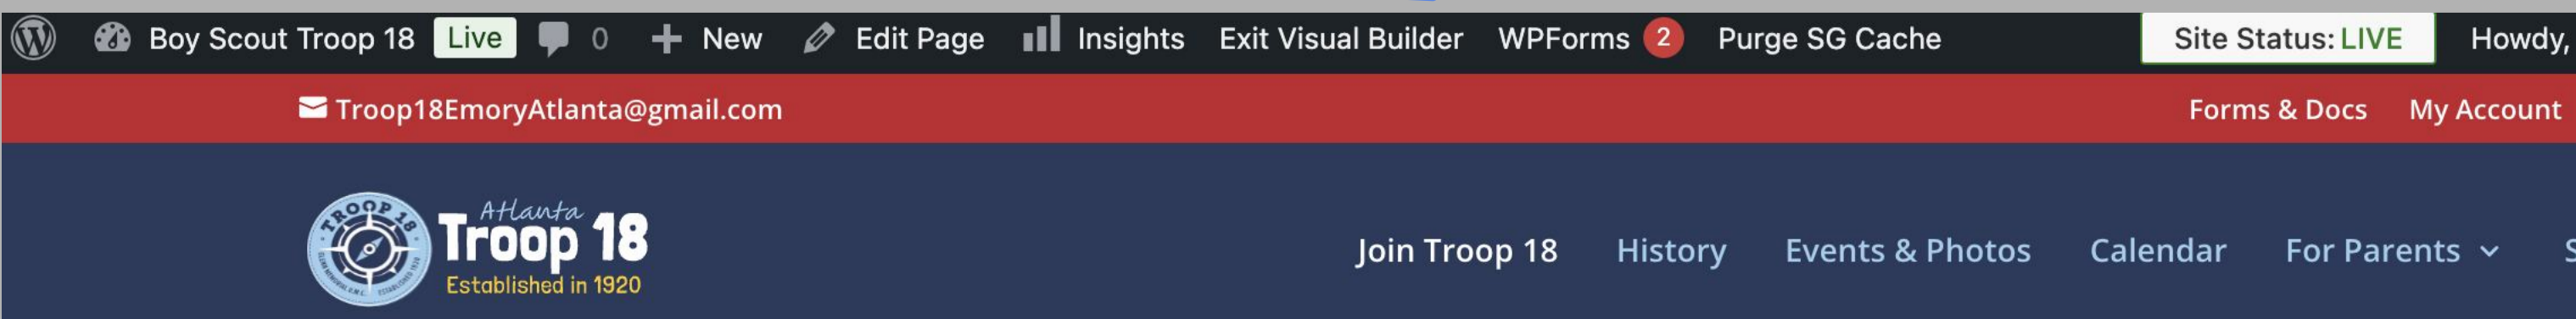 Boy Scout Troop 18 Live 0 New Edit Page Insights Exit Visual Builder WPForms 2 Purge SG Cache Site Status: LIVE Howdy,
Troop18EmoryAtlanta@gmail.com Forms & Docs My Account
TROOP 18
Atlanta
Troop 18
Established in 1920
Join Troop 18 History Events & Photos Calendar For Parents S